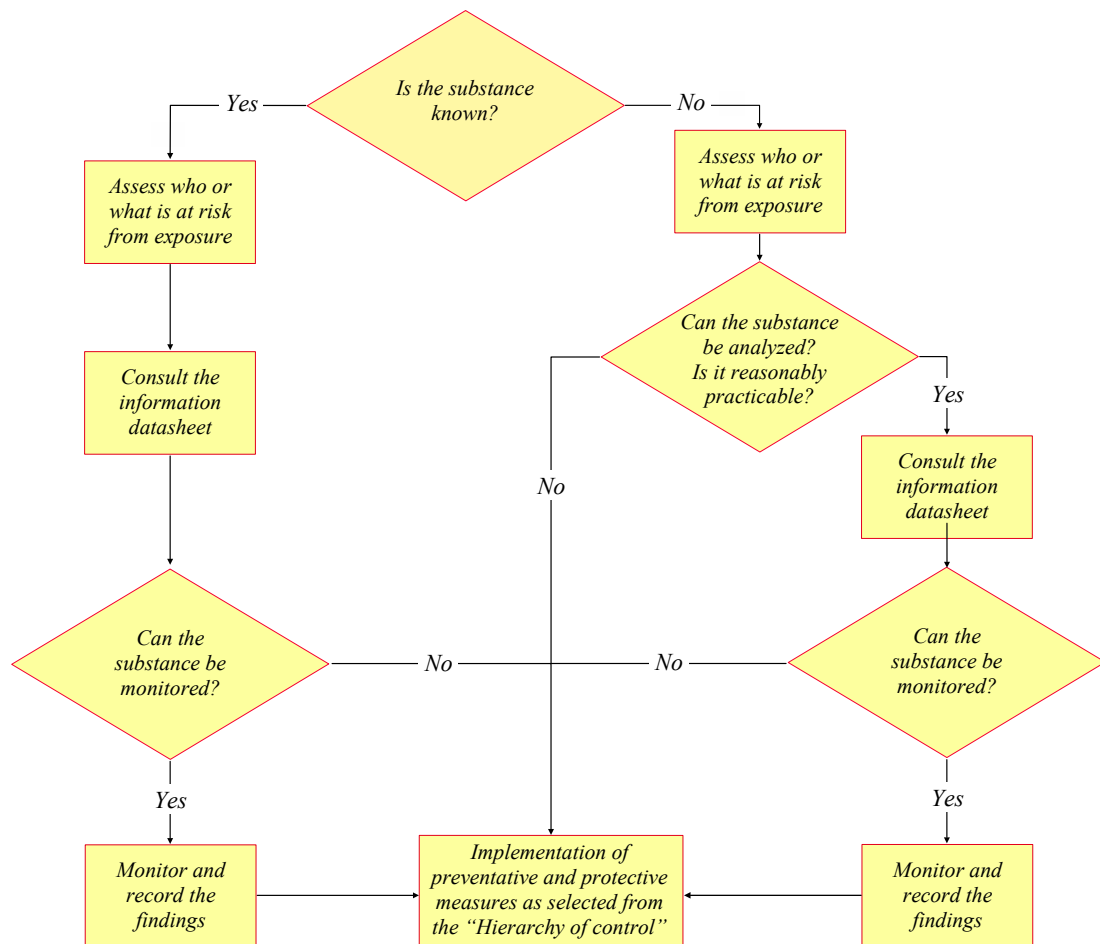 Is the substance
known?
Yes
No
Assess who or
what is at risk
from exposure
Assess who or
what is at risk
from exposure
Can the substance
be analyzed?
Is it reasonably
practicable?
Consult the
information
datasheet
Yes
No
Consult the
information
datasheet
Can the
substance be
monitored?
No
No
Can the
substance be
monitored?
Yes
Yes
Monitor and
record the
findings
Implementation of
preventative and protective
measures as selected from
the “Hierarchy of control”
Monitor and
record the
findings